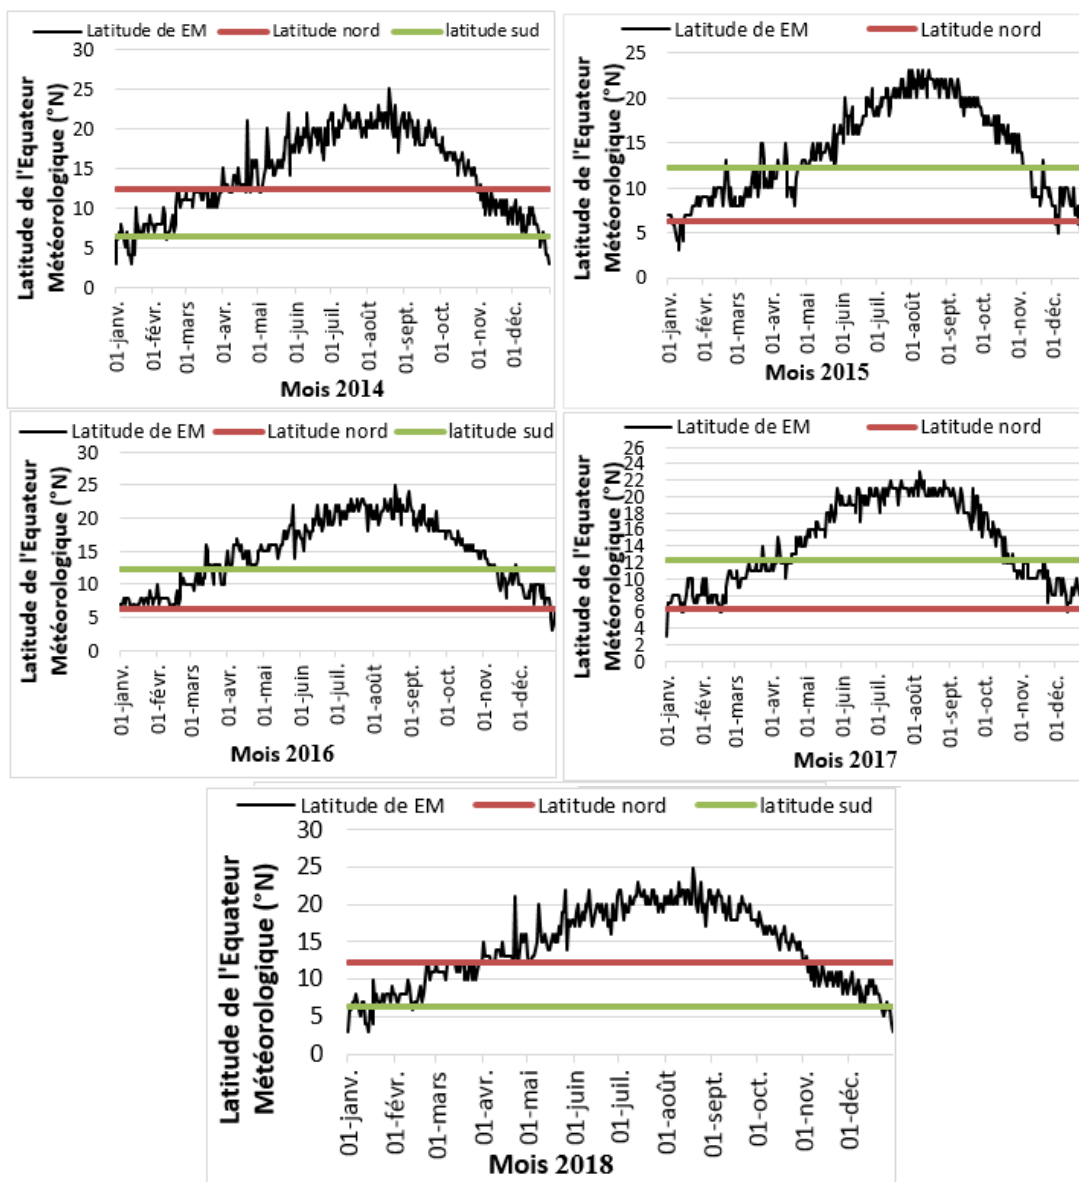 Latitude de EM Latitude nord latitude sud
Latitude de l'Equateur
Météorologique (°N)
30
25
20
15
10
5
0
01-janv.
01-févr.
01-mars
01-avr.
01-mai
01-juin
01-juil.
01-août
01-sept.
01-oct.
01-nov.
01-déc.
Mois 2014
Latitude de EM Latitude nord
Latitude de l'Equateur
Météorologique (°N)
25
20
15
10
5
0
01-janv.
01-févr.
01-mars
01-avr.
01-mai
01-juin
01-juil.
01-août
01-sept.
01-oct.
01-nov.
01-déc.
Mois 2015
Latitude de EM Latitude nord latitude sud
Latitude de l'Equateur
Météorologique (°N)
30
25
20
15
10
5
0
01-janv.
01-févr.
01-mars
01-avr.
01-mai
01-juin
01-juil.
01-août
01-sept.
01-oct.
01-nov.
01-déc.
Mois 2016
Latitude de EM Latitude nord
Latitude de l'Equateur
Météorologique (°N)
26
24
22
20
18
16
14
12
10
8
6
4
2
0
01-janv.
01-févr.
01-mars
01-avr.
01-mai
01-juin
01-juil.
01-août
01-sept.
01-oct.
01-nov.
01-déc.
Mois 2017
Latitude de EM Latitude nord latitude sud
Latitude de l'Equateur
Météorologique (°N)
30
25
20
15
10
5
0
01-janv.
01-févr.
01-mars
01-avr.
01-mai
01-juin
01-juil.
01-août
01-sept.
01-oct.
01-nov.
01-déc.
Mois 2018